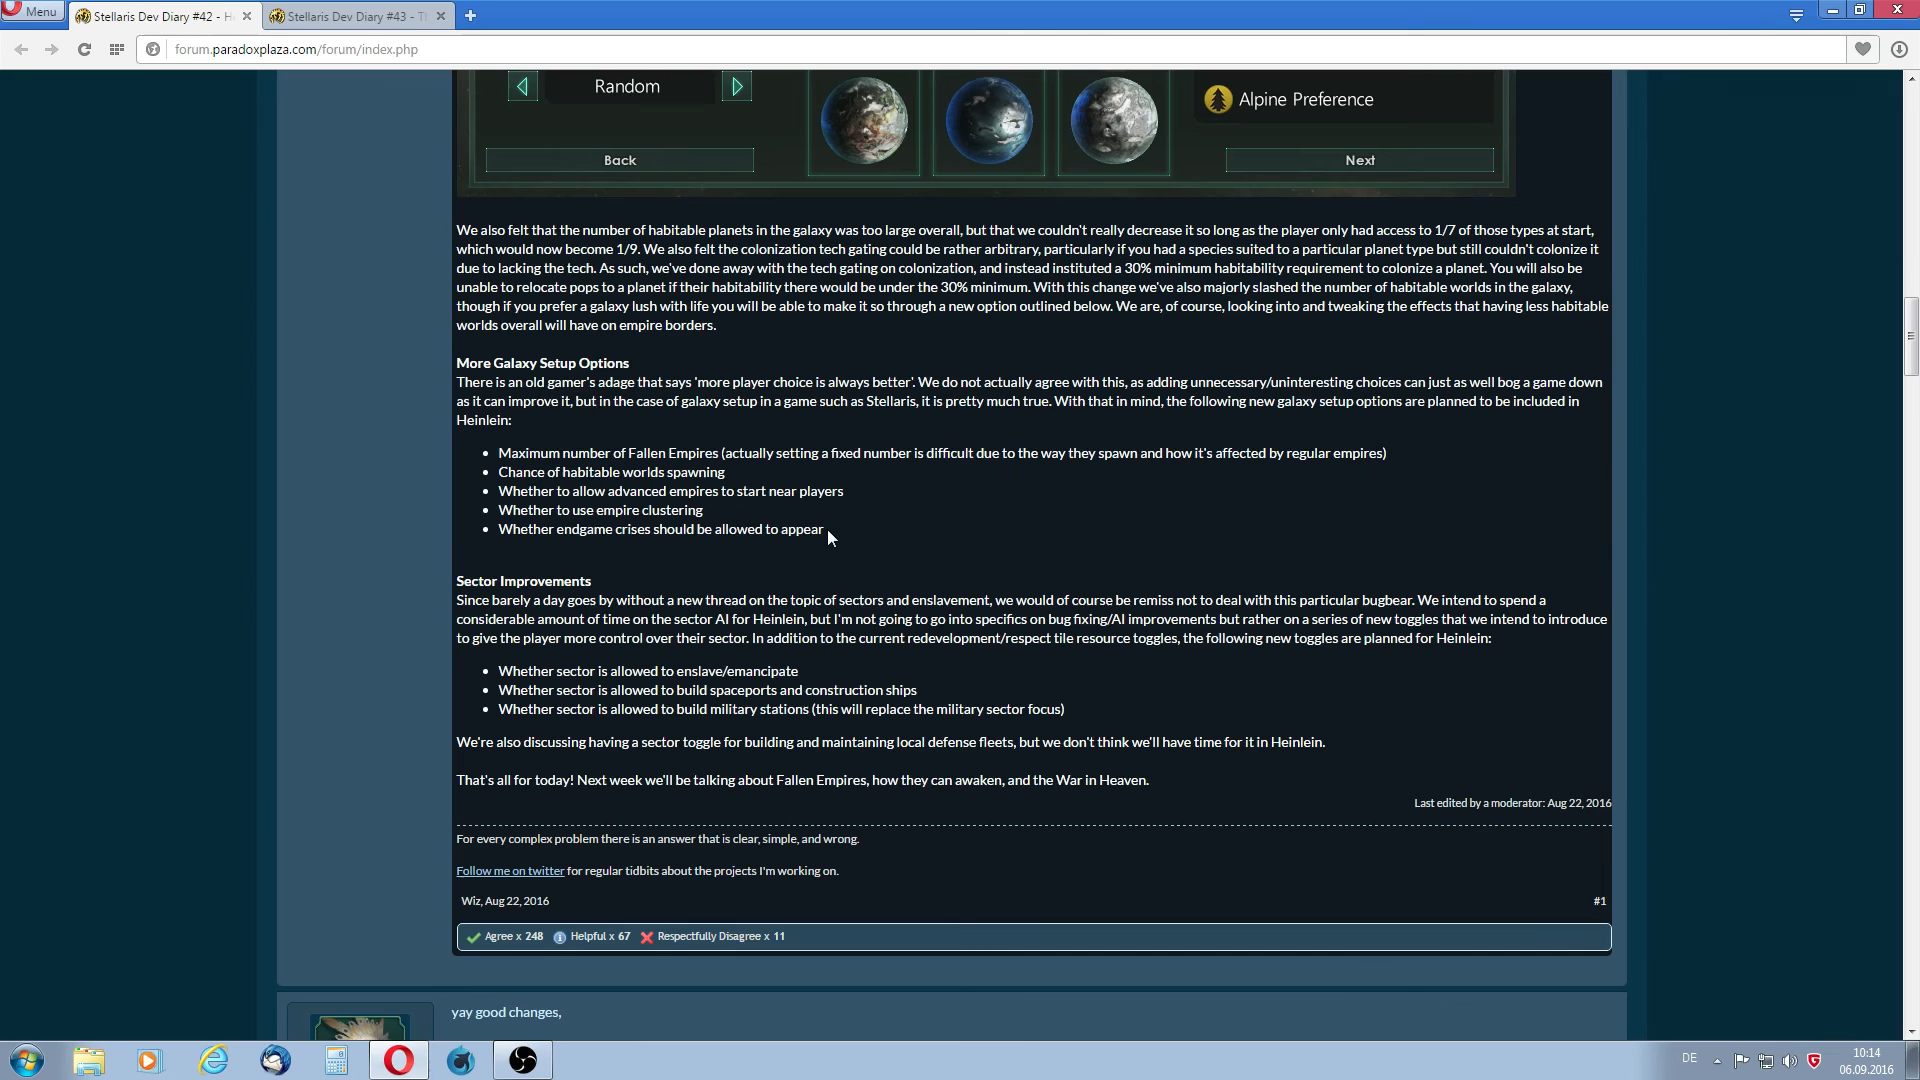 Menu
Stellaris Dev Diary #42 - H
Stellaris Dev Diary #43 - T
forum.paradoxplaza.com/forum/index.php
Random
Alpine Preference
Back
Next
We also felt that the number of habitable planets in the galaxy was too large overall, but that we couldn't really decrease it so long as the player only had access to 1/7 of those types at start,
which would now become 1/9. We also felt the colonization tech gating could be rather arbitrary, particularly if you had a species suited to a particular planet type but still couldn't colonize it
due to lacking the tech. As such, we've done away with the tech gating on colonization, and instead instituted a 30% minimum habitability requirement to colonize a planet. You will also be
unable to relocate pops to a planet if their habitability there would be under the 30% minimum. With this change we've also majorly slashed the number of habitable worlds in the galaxy,
though if you prefer a galaxy lush with life you will be able to make it so through a new option outlined below. We are, of course, looking into and tweaking the effects that having less habitable
worlds overall will have on empire borders.
More Galaxy Setup Options
There is an old gamer's adage that says 'more player choice is always better'. We do not actually agree with this, as adding unnecessary/uninteresting choices can just as well bog a game down
as it can improve it, but in the case of galaxy setup in a game such as Stellaris, it is pretty much true. With that in mind, the following new galaxy setup options are planned to be included in
Heinlein:
• Maximum number of Fallen Empires (actually setting a fixed number is difficult due to the way they spawn and how it's affected by regular empires)
• Chance of habitable worlds spawning
• Whether to allow advanced empires to start near players
• Whether to use empire clustering
• Whether endgame crises should be allowed to appear
Sector Improvements
Since barely a day goes by without a new thread on the topic of sectors and enslavement, we would of course be remiss not to deal with this particular bugbear. We intend to spend a
considerable amount of time on the sector AI for Heinlein, but I'm not going to go into specifics on bug fixing/AI improvements but rather on a series of new toggles that we intend to introduce
to give the player more control over their sector. In addition to the current redevelopment/respect tile resource toggles, the following new toggles are planned for Heinlein:
• Whether sector is allowed to enslave/emancipate
• Whether sector is allowed to build spaceports and construction ships
• Whether sector is allowed to build military stations (this will replace the military sector focus)
We're also discussing having a sector toggle for building and maintaining local defense fleets, but we don't think we'll have time for it in Heinlein.
That's all for today! Next week we'll be talking about Fallen Empires, how they can awaken, and the War in Heaven.
Last edited by a moderator: Aug 22, 2016
For every complex problem there is an answer that is clear, simple, and wrong.
Follow me on twitter for regular tidbits about the projects I'm working on.
Wiz, Aug 22, 2016
#1
Agree x 248 Helpful x 67 Respectfully Disagree x 11
yay good changes,
DE
10:14
06.09.2016